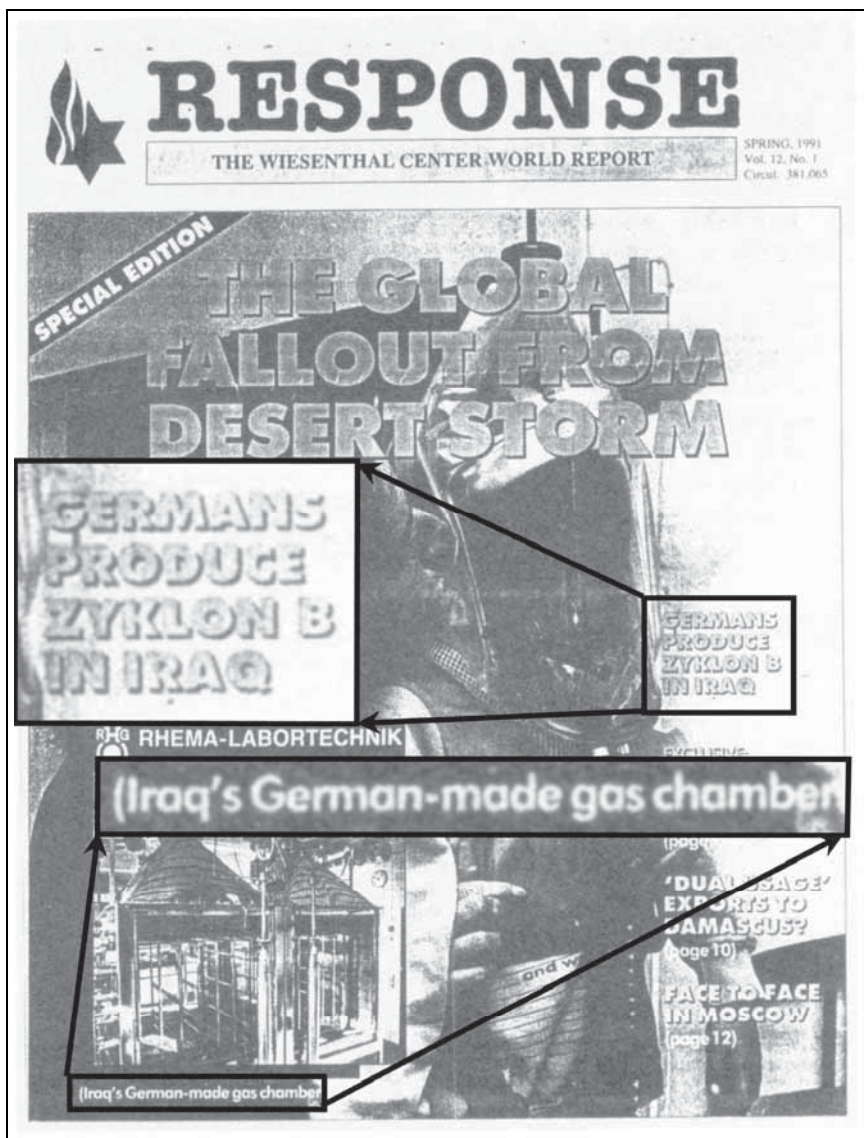 RESPONSE
THE WIESENTHAL CENTER WORLD REPORT
SPRING, 1991
Vol. 12, No. 1
Circul. 381,065
SPECIAL EDITION
THE GLOBAL
FALLOUT FROM
DESERT STORM
GERMANS
PRODUCE
ZYKLON B
IN IRAQ
GERMANS
PRODUCE
ZYKLON B
IN IRAQ
RHG
RHEMA-LABORTECHNIK
EXCLUSIVE:
(Iraq's German-made gas chamber
'DUAL USAGE'
EXPORTS TO
DAMASCUS?
(page 10)
and w
FACE TO FACE
IN MOSCOW
(page 12)
(Iraq's German-made gas chamber